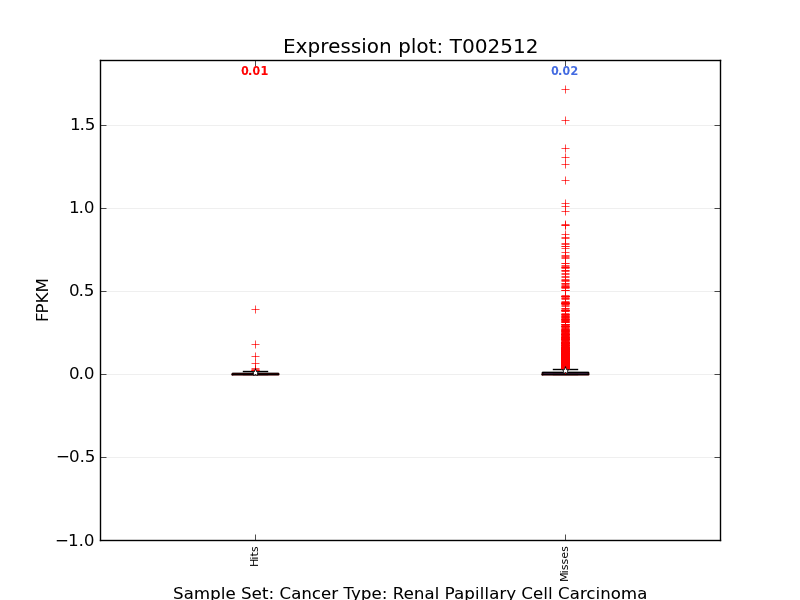 Expression plot: T002512
0.01
0.02
1.5
1.0
0.5
0.0
−0.5
−1.0
FPKM
Hits
Misses
Sample Set: Cancer Type: Renal Papillary Cell Carcinoma